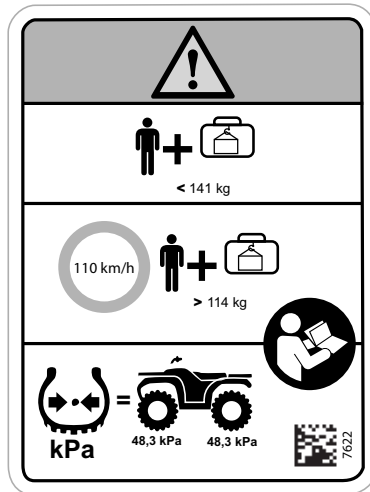 < 141 kg
110 km/h
> 114 kg
kPa
=
48,3 kPa 48,3 kPa
7622